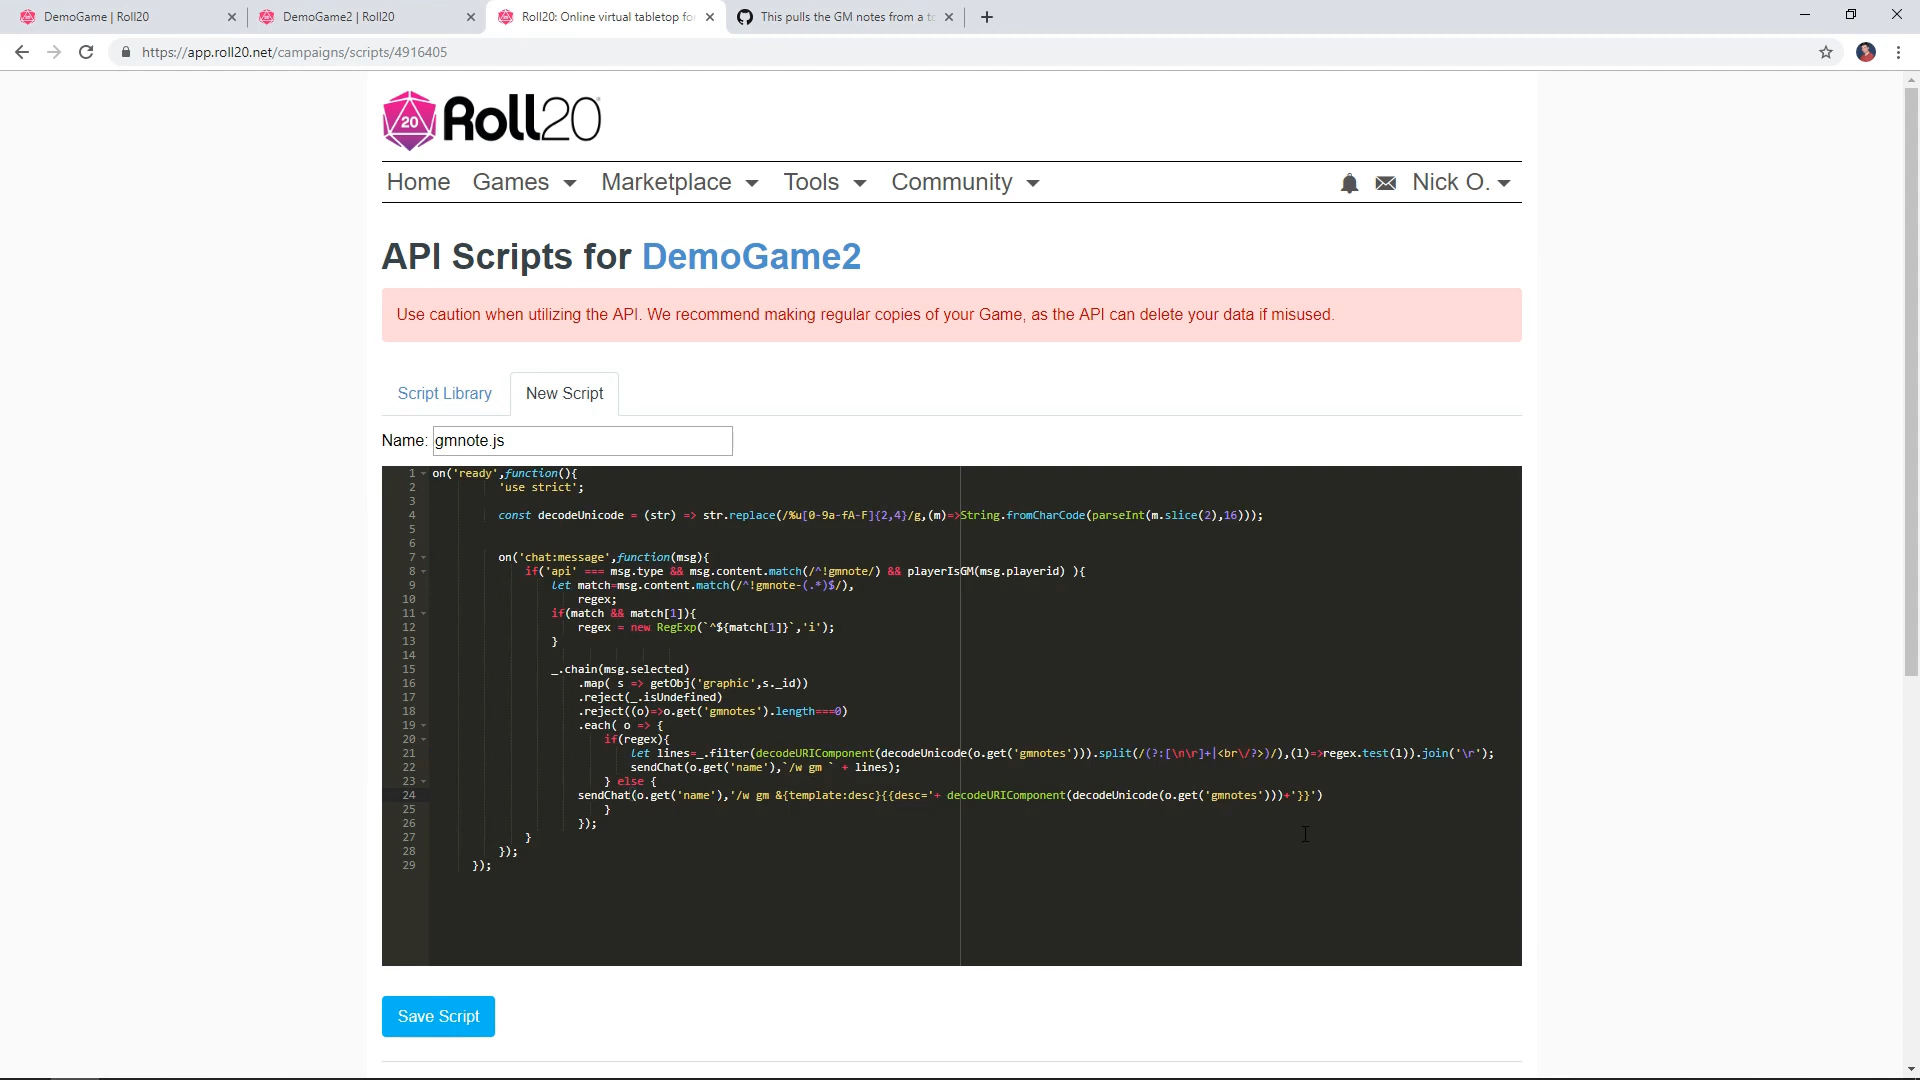 DemoGame | Roll20
DemoGame2 | Roll20
Roll20: Online virtual tabletop fo
This pulls the GM notes from a to
https://app.roll20.net/campaigns/scripts/4916405
20 Roll20
Home Games Marketplace Tools Community Nick O.
API Scripts for DemoGame2
Use caution when utilizing the API. We recommend making regular copies of your Game, as the API can delete your data if misused.
Script Library New Script
Name: gmnote.js
1 on('ready',function(){
2 'use strict';
3
4 const decodeUnicode = (str) => str.replace(/%u[0-9a-fA-F]{2,4}/g,(m)=>String.fromCharCode(parseInt(m.slice(2),16)));
5
6
7 on('chat:message',function(msg){
8 if('api' === msg.type && msg.content.match(/^!gmnote/) && playerIsGM(msg.playerid) ){
9 let match=msg.content.match(/^!gmnote-(.*)$/),
10 regex;
11 if(match && match[1]){
12 regex = new RegExp(`^${match[1]}`,'i');
13 }
14
15 _.chain(msg.selected)
16 .map( s => getObj('graphic',s._id))
17 .reject(_.isUndefined)
18 .reject((o)=>o.get('gmnotes').length===0)
19 .each( o => {
20 if(regex){
21 let lines=_.filter(decodeURIComponent(decodeUnicode(o.get('gmnotes'))).split(/(?:[\n\r]+|<br\/?>)/),(l)=>regex.test(l)).join('\r');
22 sendChat(o.get('name'),`/w gm ` + lines);
23 } else {
24 sendChat(o.get('name'),'/w gm &{template:desc}{{desc='+ decodeURIComponent(decodeUnicode(o.get('gmnotes')))+'}}')
25 }
26 });
27 }
28 });
29 });
Save Script